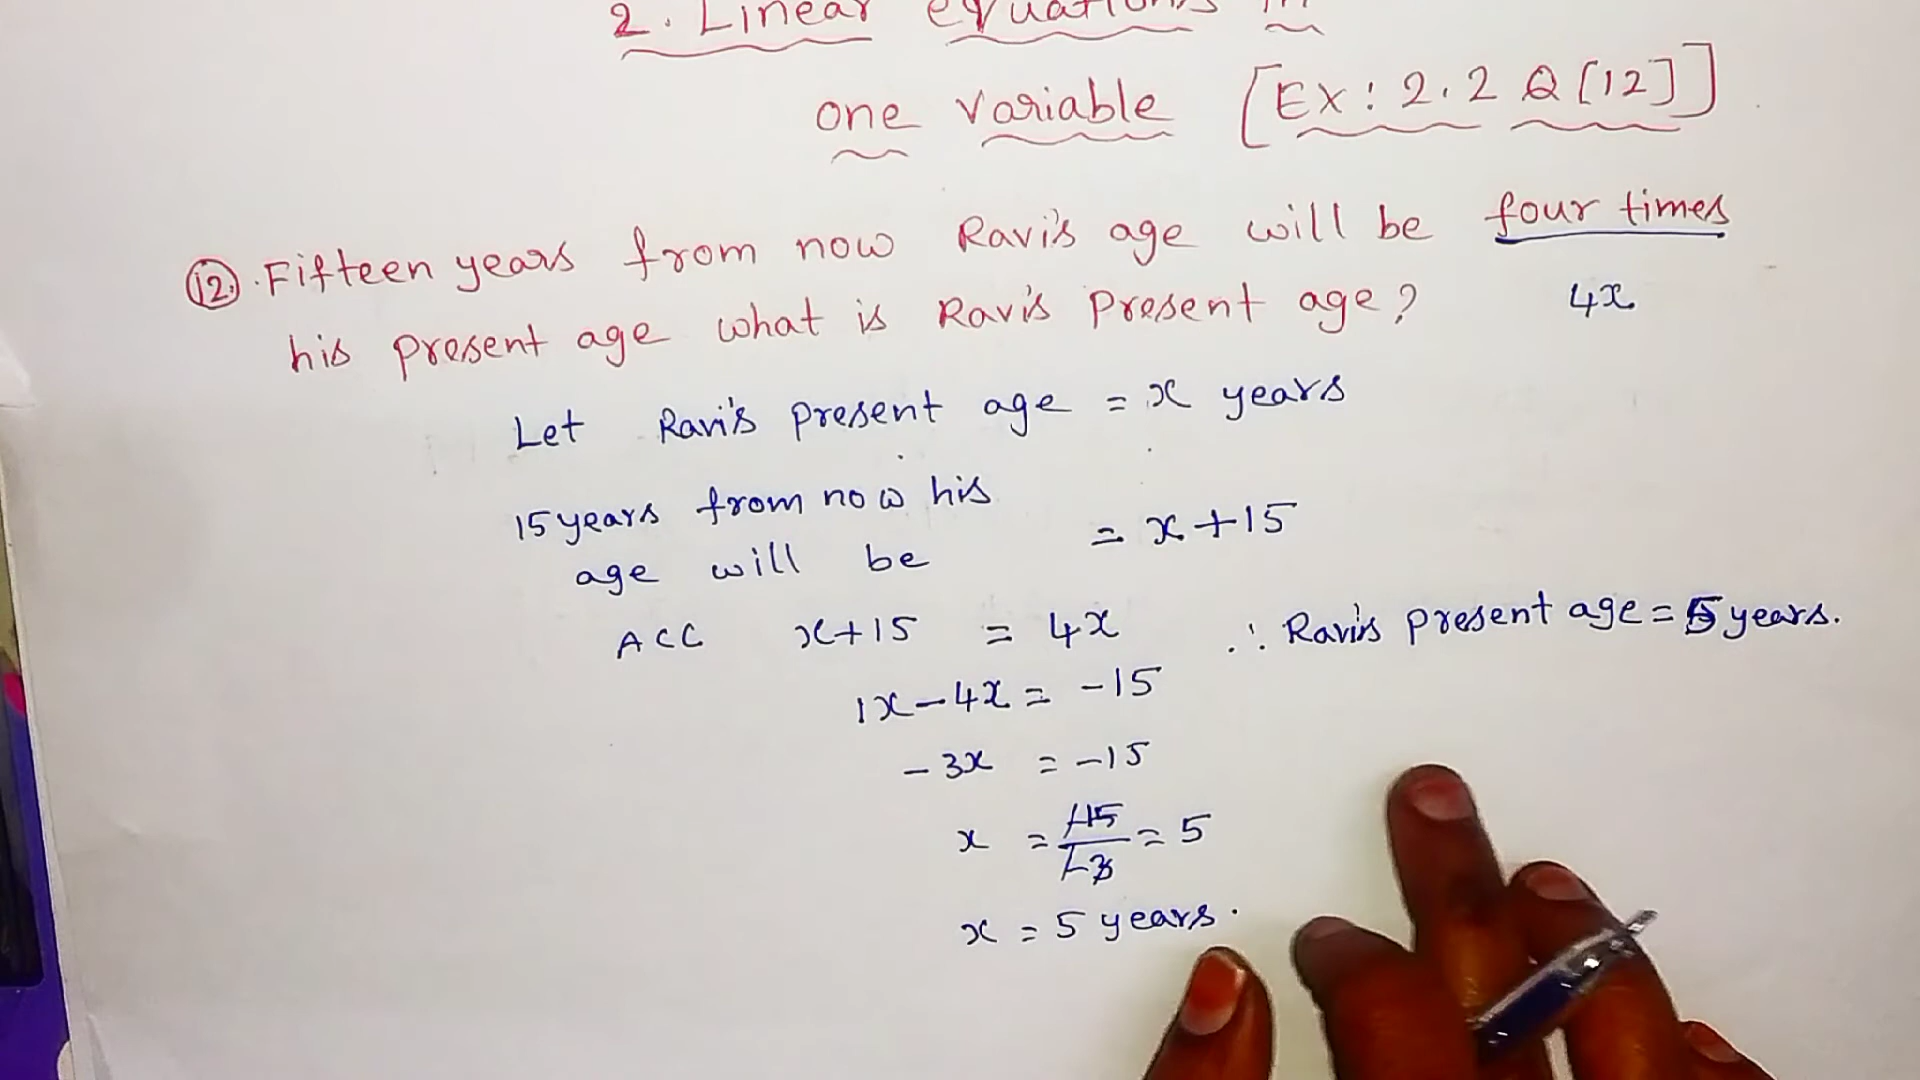 2. Linear equations in
one variable [EX: 2.2 Q [12]]
(12). Fifteen years from now Ravi's age will be four times
his present age what is Ravi's present age? 4x
Let Ravi's present age = x years
15 years from now his
age will be = x+15
ACC x+15 = 4x
∴ Ravi's present age = 5 years.
1x-4x = -15
-3x = -15
x = -15/-3 = 5
x = 5 years.